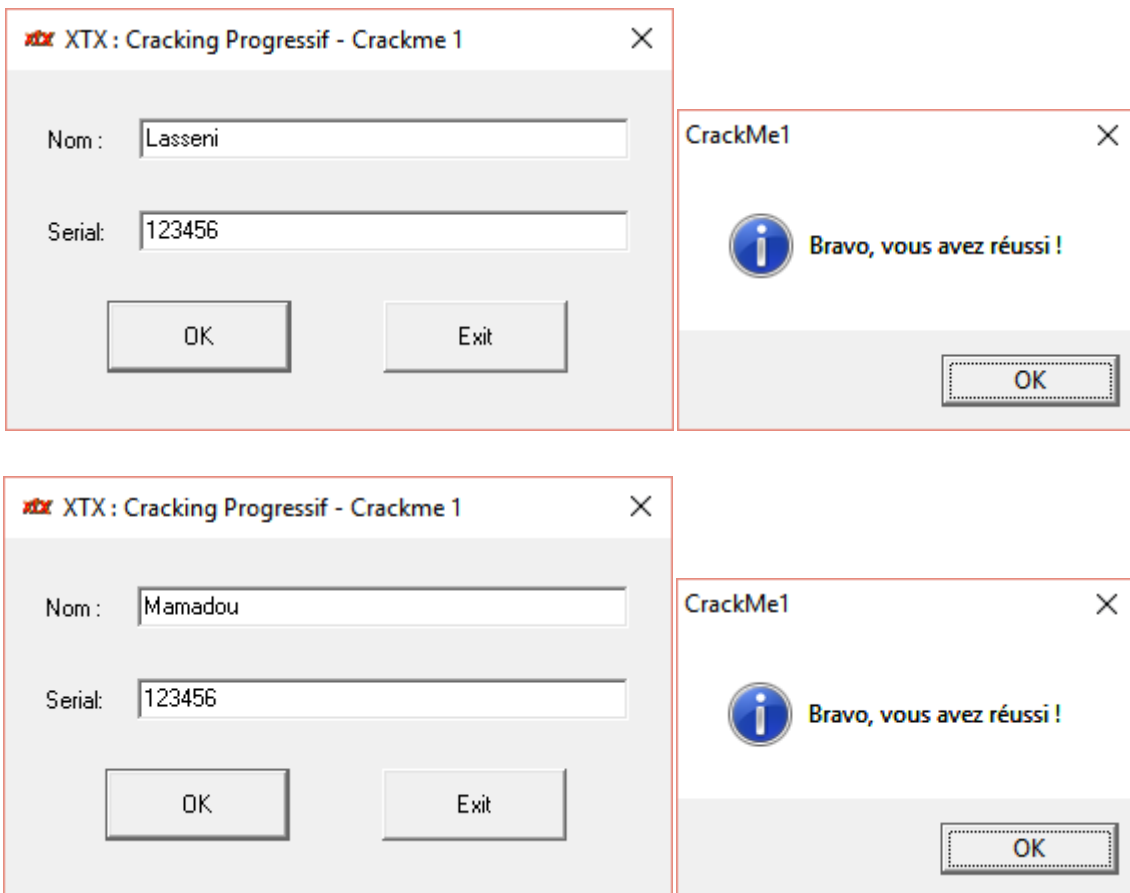 xtx XTX : Cracking Progressif - Crackme 1
Nom :
Lasseni
Serial:
123456
OK
Exit
CrackMe1
Bravo, vous avez réussi !
OK
xtx XTX : Cracking Progressif - Crackme 1
Nom :
Mamadou
Serial:
123456
OK
Exit
CrackMe1
Bravo, vous avez réussi !
OK